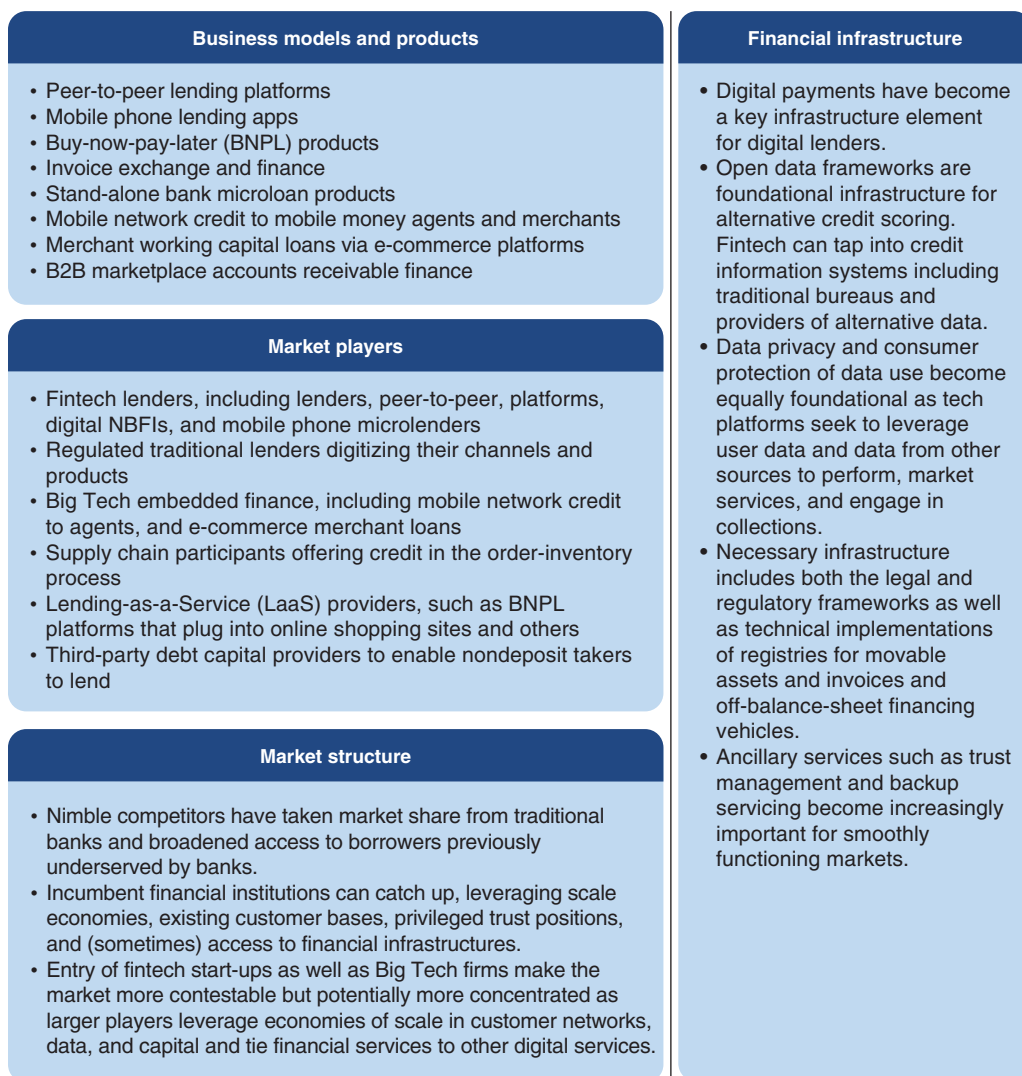 Business models and products
• Peer-to-peer lending platforms
• Mobile phone lending apps
• Buy-now-pay-later (BNPL) products
• Invoice exchange and finance
• Stand-alone bank microloan products
• Mobile network credit to mobile money agents and merchants
• Merchant working capital loans via e-commerce platforms
• B2B marketplace accounts receivable finance
Market players
• Fintech lenders, including lenders, peer-to-peer, platforms,
digital NBFIs, and mobile phone microlenders
• Regulated traditional lenders digitizing their channels and
products
• Big Tech embedded finance, including mobile network credit
to agents, and e-commerce merchant loans
• Supply chain participants offering credit in the order-inventory
process
• Lending-as-a-Service (LaaS) providers, such as BNPL
platforms that plug into online shopping sites and others
• Third-party debt capital providers to enable nondeposit takers
to lend
Market structure
• Nimble competitors have taken market share from traditional
banks and broadened access to borrowers previously
underserved by banks.
• Incumbent financial institutions can catch up, leveraging scale
economies, existing customer bases, privileged trust positions,
and (sometimes) access to financial infrastructures.
• Entry of fintech start-ups as well as Big Tech firms make the
market more contestable but potentially more concentrated as
larger players leverage economies of scale in customer networks,
data, and capital and tie financial services to other digital services.
Financial infrastructure
• Digital payments have become
a key infrastructure element
for digital lenders.
• Open data frameworks are
foundational infrastructure for
alternative credit scoring.
Fintech can tap into credit
information systems including
traditional bureaus and
providers of alternative data.
• Data privacy and consumer
protection of data use become
equally foundational as tech
platforms seek to leverage
user data and data from other
sources to perform, market
services, and engage in
collections.
• Necessary infrastructure
includes both the legal and
regulatory frameworks as well
as technical implementations
of registries for movable
assets and invoices and
off-balance-sheet financing
vehicles.
• Ancillary services such as trust
management and backup
servicing become increasingly
important for smoothly
functioning markets.